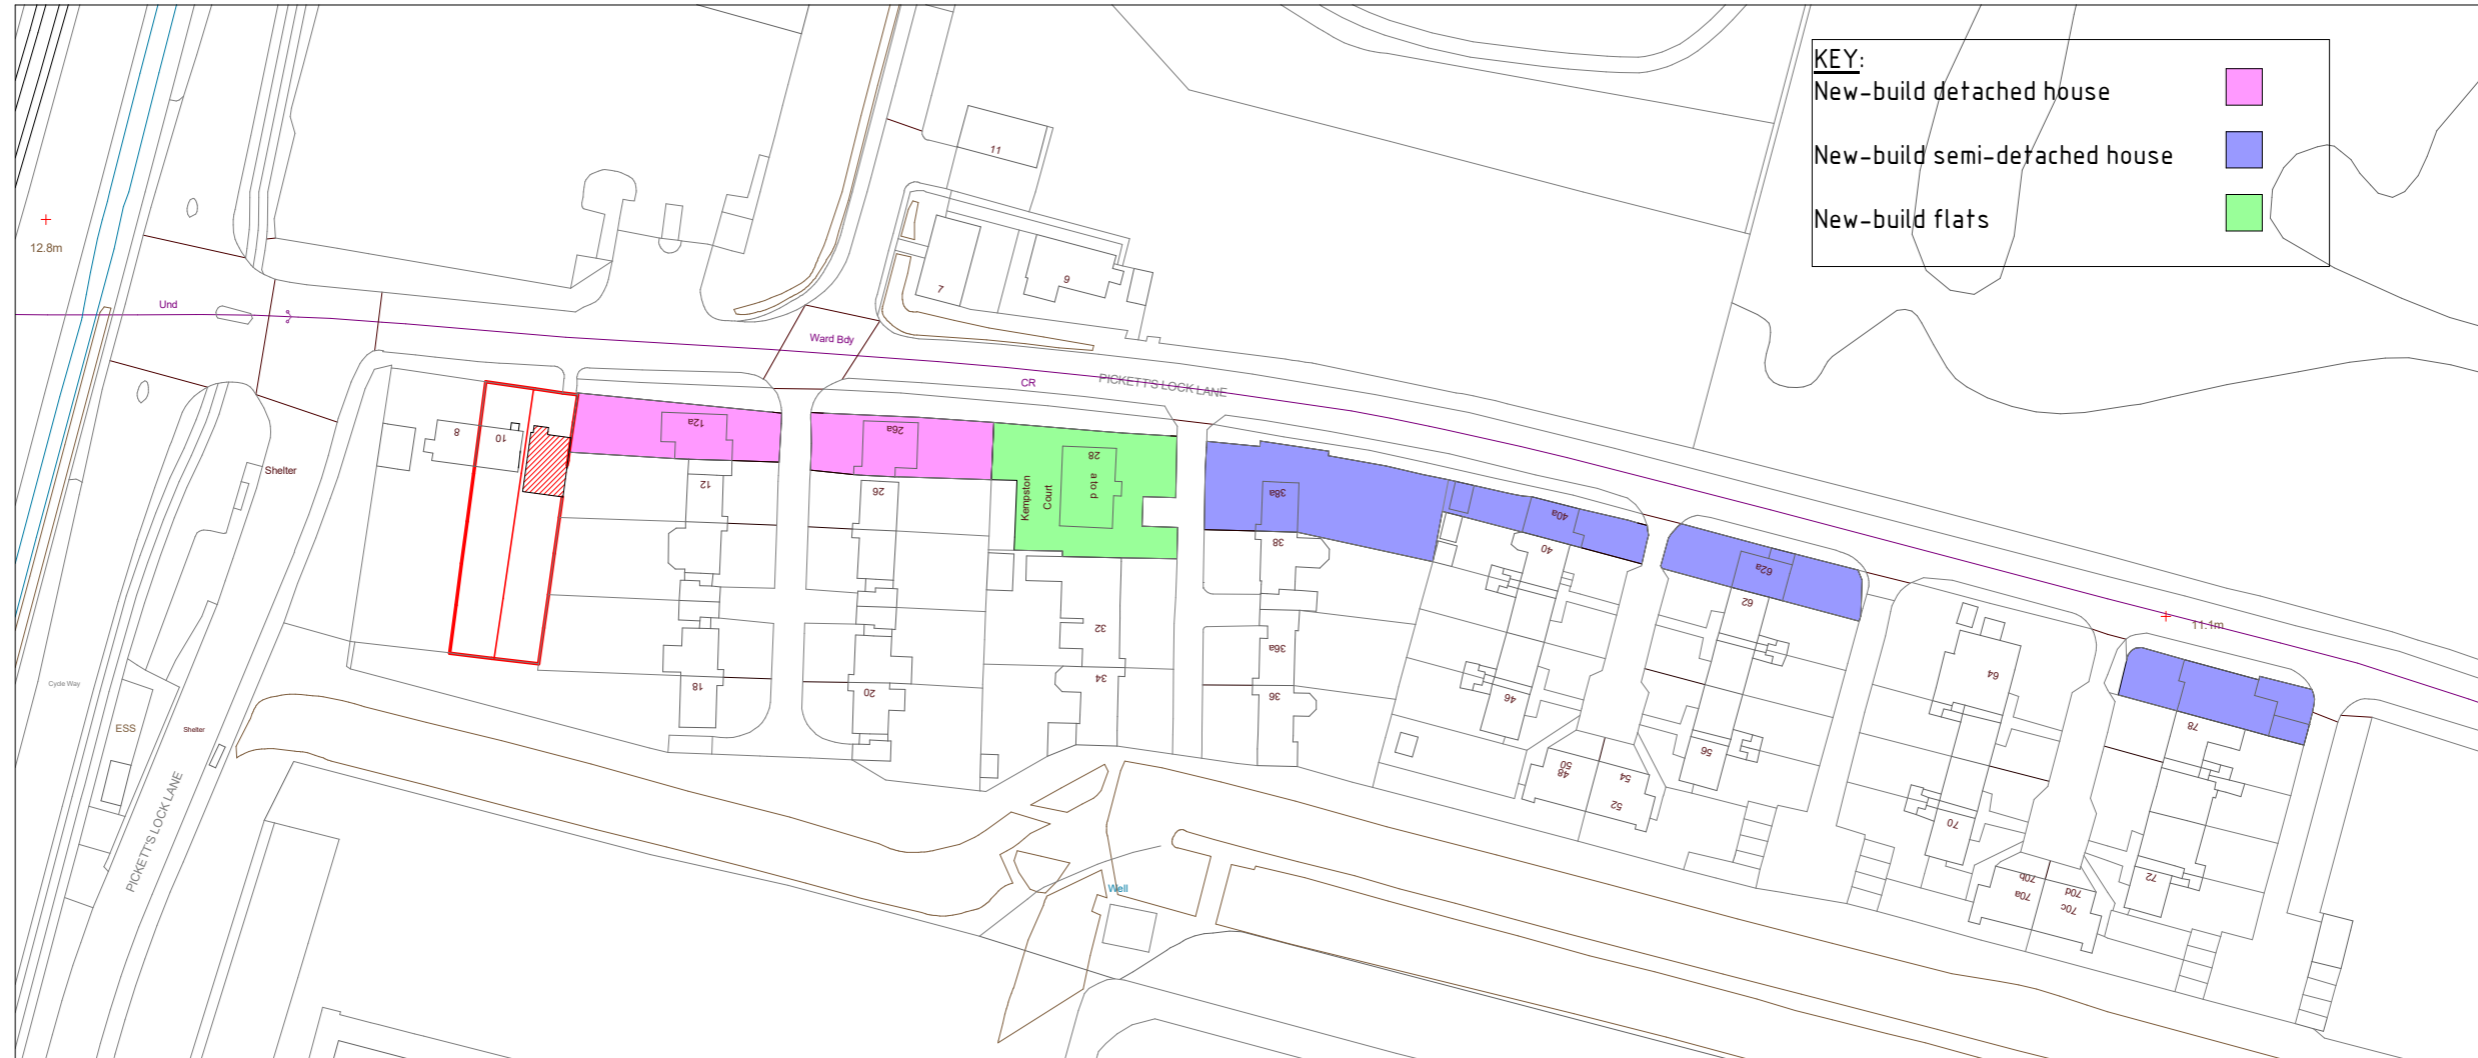 KEY:
New-build detached house
New-build semi-detached house
New-build flats
12.8m
Und
Ward Bdy
CR
PICKETT'S LOCK LANE
11
7
9
8
10
12a
26a
28
a to d
Kempston
Court
38a
40a
62a
Shelter
12
26
38
40
62
64
11.1m
78
32
36a
34
36
18
20
46
56
50
48
54
52
70
72
70b
70a
70d
70c
Cycle Way
ESS
Shelter
PICKETT'S LOCK LANE
Well